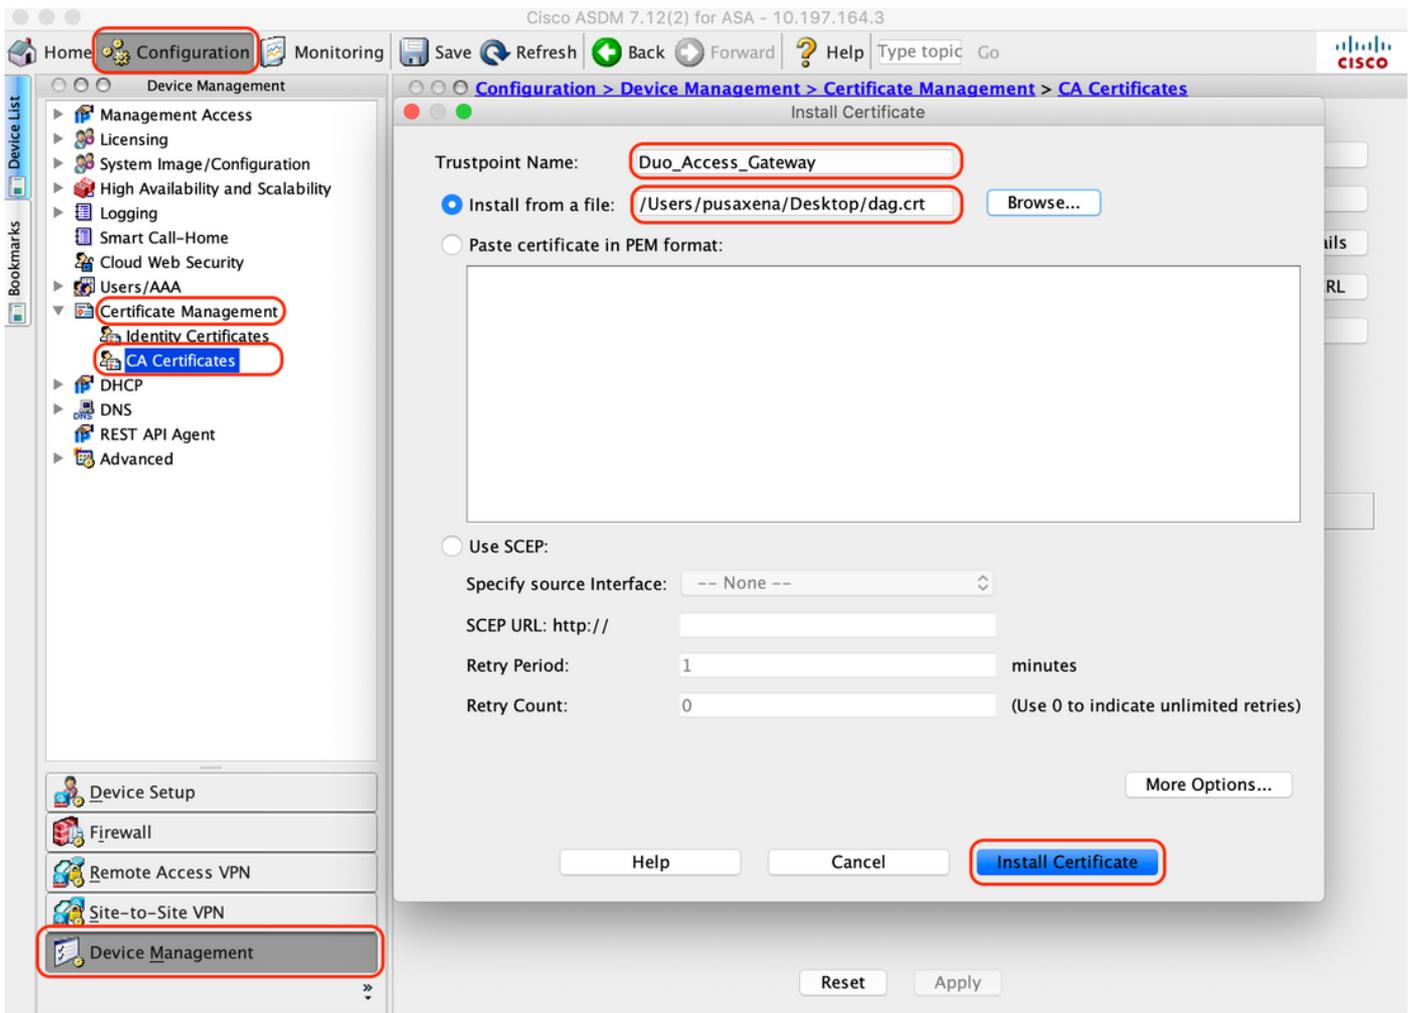 Cisco ASDM 7.12(2) for ASA - 10.197.164.3
Home Configuration Monitoring Save Refresh Back Forward Help Type topic Go
cisco
Device List
Bookmarks
Device Management
Management Access
Licensing
System Image/Configuration
High Availability and Scalability
Logging
Smart Call-Home
Cloud Web Security
Users/AAA
Certificate Management
Identity Certificates
CA Certificates
DHCP
DNS
REST API Agent
Advanced
Device Setup
Firewall
Remote Access VPN
Site-to-Site VPN
Device Management
»
Configuration > Device Management > Certificate Management > CA Certificates
Install Certificate
Trustpoint Name: Duo_Access_Gateway
Install from a file: /Users/pusaxena/Desktop/dag.crt Browse...
Paste certificate in PEM format:
ails
RL
Use SCEP:
Specify source Interface: -- None --
SCEP URL: http://
Retry Period: 1 minutes
Retry Count: 0 (Use 0 to indicate unlimited retries)
More Options...
Help Cancel Install Certificate
Reset Apply